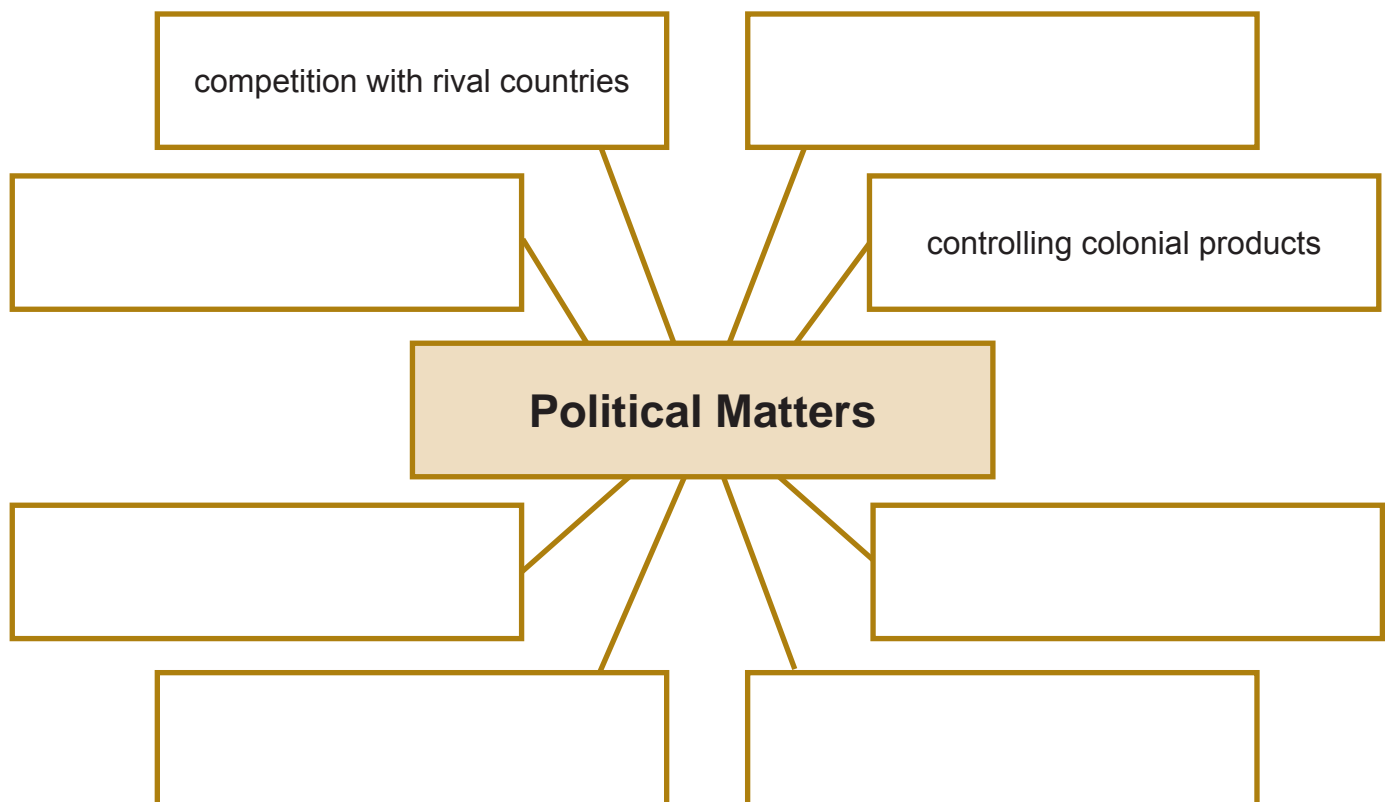 competition with rival countries
controlling colonial products
Political Matters